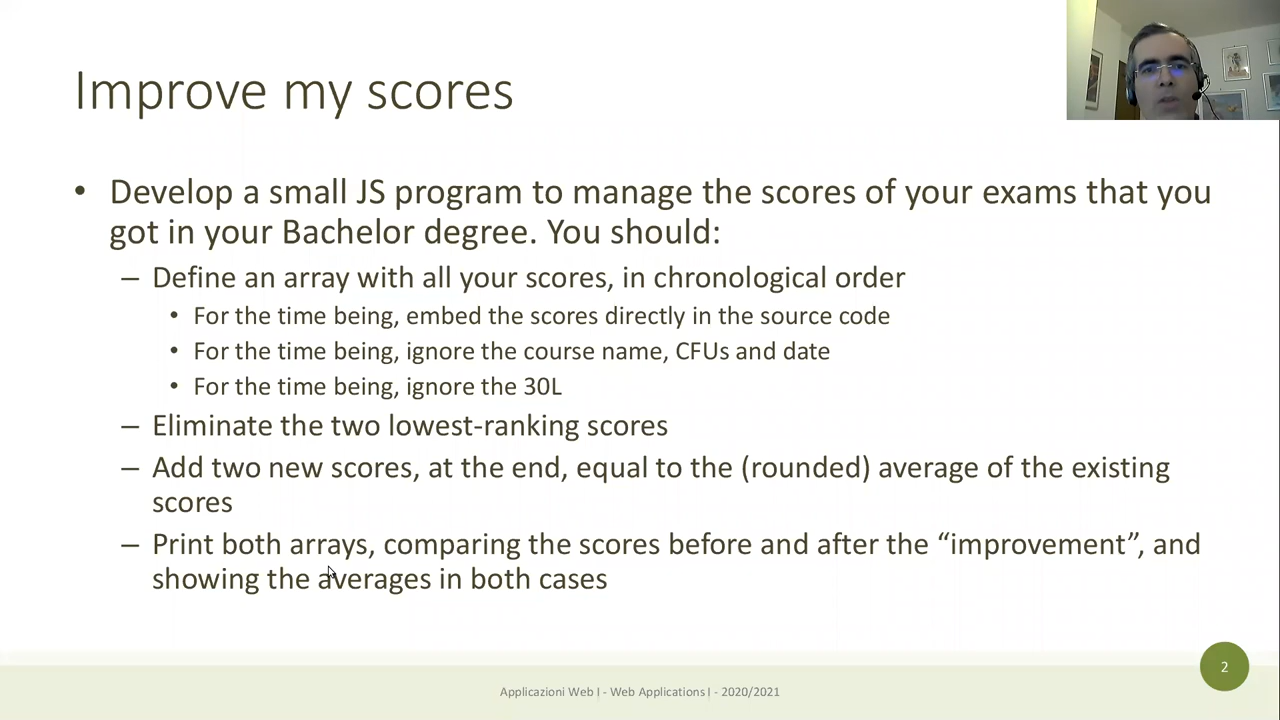 Improve my scores
• Develop a small JS program to manage the scores of your exams that you
got in your Bachelor degree. You should:
– Define an array with all your scores, in chronological order
• For the time being, embed the scores directly in the source code
• For the time being, ignore the course name, CFUs and date
• For the time being, ignore the 30L
– Eliminate the two lowest-ranking scores
– Add two new scores, at the end, equal to the (rounded) average of the existing
scores
– Print both arrays, comparing the scores before and after the “improvement”, and
showing the averages in both cases
2
Applicazioni Web I - Web Applications I - 2020/2021